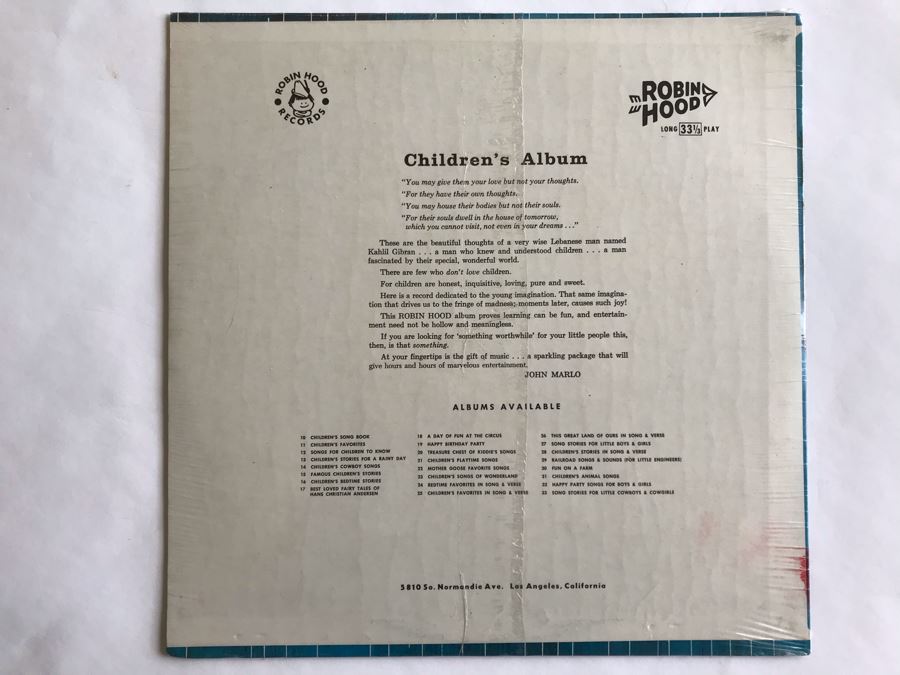 ROBIN HOOD
RECORDS
ROBIN
HOOD
LONG 33⅓ PLAY
Children's Album
"You may give them your love but not your thoughts.
"For they have their own thoughts.
"You may house their bodies but not their souls.
"For their souls dwell in the house of tomorrow,
which you cannot visit, not even in your dreams . . ."
These are the beautiful thoughts of a very wise Lebanese man named
Kahlil Gibran . . . a man who knew and understood children . . . a man
fascinated by their special, wonderful world.
There are few who don't love children.
For children are honest, inquisitive, loving, pure and sweet.
Here is a record dedicated to the young imagination. That same imagina-
tion that drives us to the fringe of madness; moments later, causes such joy!
This ROBIN HOOD album proves learning can be fun, and entertain-
ment need not be hollow and meaningless.
If you are looking for 'something worthwhile' for your little people this,
then, is that something.
At your fingertips is the gift of music . . . a sparkling package that will
give hours and hours of marvelous entertainment.
JOHN MARLO
ALBUMS AVAILABLE
10 CHILDREN'S SONG BOOK
11 CHILDREN'S FAVORITES
12 SONGS FOR CHILDREN TO KNOW
13 CHILDREN'S STORIES FOR A RAINY DAY
14 CHILDREN'S COWBOY SONGS
15 FAMOUS CHILDREN'S STORIES
16 CHILDREN'S BEDTIME STORIES
17 BEST LOVED FAIRY TALES OF
HANS CHRISTIAN ANDERSEN
18 A DAY OF FUN AT THE CIRCUS
19 HAPPY BIRTHDAY PARTY
20 TREASURE CHEST OF KIDDIE'S SONGS
21 CHILDREN'S PLAYTIME SONGS
22 MOTHER GOOSE FAVORITE SONGS
23 CHILDREN'S SONGS OF WONDERLAND
24 BEDTIME FAVORITES IN SONG & VERSE
25 CHILDREN'S FAVORITES IN SONG & VERSE
26 THIS GREAT LAND OF OURS IN SONG & VERSE
27 SONG STORIES FOR LITTLE BOYS & GIRLS
28 CHILDREN'S STORIES IN SONG & VERSE
29 RAILROAD SONGS & SOUNDS (FOR LITTLE ENGINEERS)
30 FUN ON A FARM
31 CHILDREN'S ANIMAL SONGS
32 HAPPY PARTY SONGS FOR BOYS & GIRLS
33 SONG STORIES FOR LITTLE COWBOYS & COWGIRLS
5810 So. Normandie Ave. Los Angeles, California